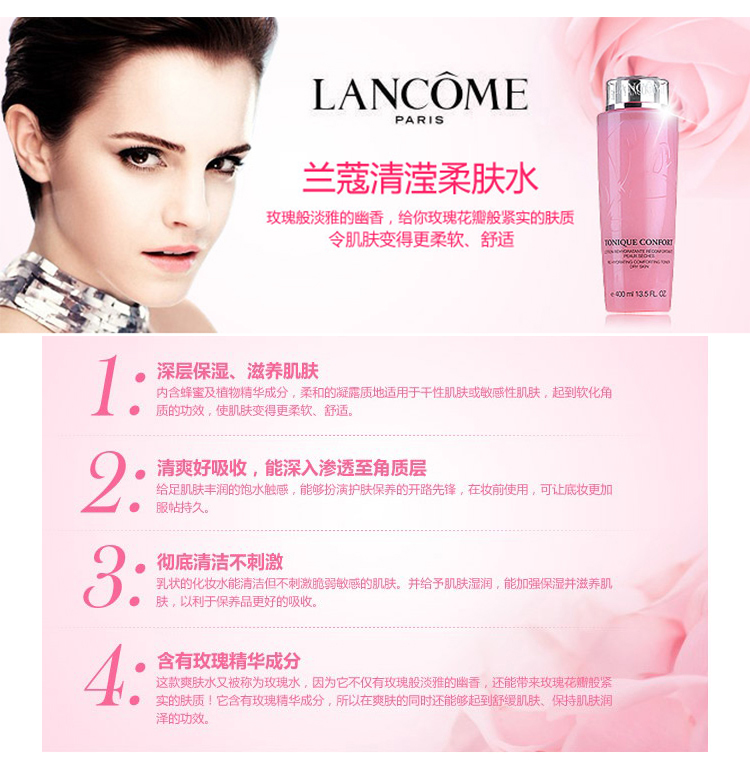 LANCÔME
PARIS
兰蔻清滢柔肤水
玫瑰般淡雅的幽香，给你玫瑰花瓣般紧实的肤质
令肌肤变得更柔软、舒适
LANCÔME
TONIQUE CONFORT
LOTION RÉHYDRATANTE RÉCONFORTANTE
PEAUX SÈCHES
RE-HYDRATING COMFORTING TONER
DRY SKIN
e 400 ml 13.5 FL. OZ
1:
深层保湿、滋养肌肤
内含蜂蜜及植物精华成分，柔和的凝露质地适用于干性肌肤或敏感性肌肤，起到软化角
质的功效，使肌肤变得更柔软、舒适。
2:
清爽好吸收，能深入渗透至角质层
给足肌肤丰润的饱水触感，能够扮演护肤保养的开路先锋，在妆前使用，可让底妆更加
服帖持久。
3:
彻底清洁不刺激
乳状的化妆水能清洁但不刺激脆弱敏感的肌肤。并给予肌肤湿润，能加强保湿并滋养肌
肤，以利于保养品更好的吸收。
4:
含有玫瑰精华成分
这款爽肤水又被称为玫瑰水，因为它不仅有玫瑰般淡雅的幽香，还能带来玫瑰花瓣般紧
实的肤质！它含有玫瑰精华成分，所以在爽肤的同时还能够起到舒缓肌肤、保持肌肤润
泽的功效。